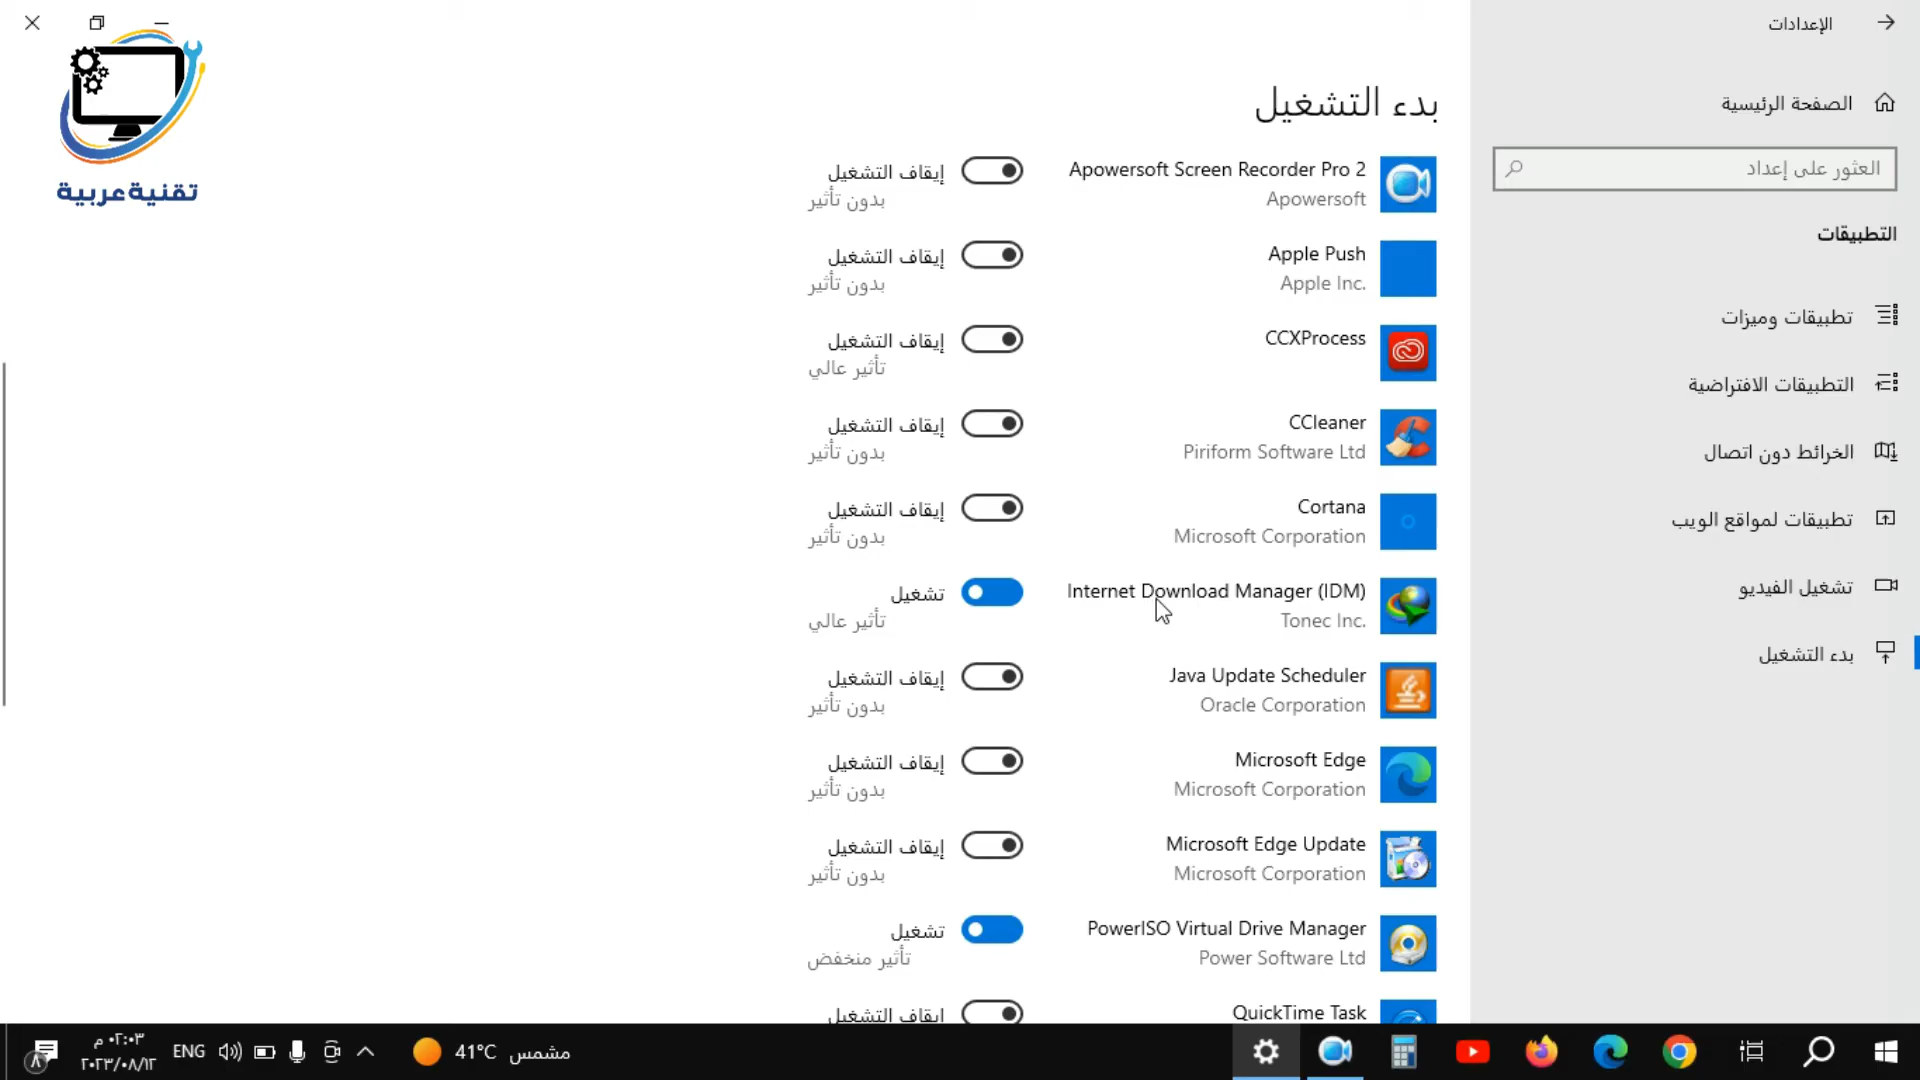 الإعدادات
الصفحة الرئيسية
العثور على إعداد
التطبيقات
تطبيقات وميزات
التطبيقات الافتراضية
الخرائط دون اتصال
تطبيقات لمواقع الويب
تشغيل الفيديو
بدء التشغيل
تقنية عربية
بدء التشغيل
Apowersoft Screen Recorder Pro 2
Apowersoft
إيقاف التشغيل
بدون تأثير
Apple Push
Apple Inc.
إيقاف التشغيل
بدون تأثير
CCXProcess
إيقاف التشغيل
تأثير عالي
CCleaner
Piriform Software Ltd
إيقاف التشغيل
بدون تأثير
Cortana
Microsoft Corporation
إيقاف التشغيل
بدون تأثير
Internet Download Manager (IDM)
Tonec Inc.
تشغيل
تأثير عالي
Java Update Scheduler
Oracle Corporation
إيقاف التشغيل
بدون تأثير
Microsoft Edge
Microsoft Corporation
إيقاف التشغيل
بدون تأثير
Microsoft Edge Update
Microsoft Corporation
إيقاف التشغيل
بدون تأثير
PowerISO Virtual Drive Manager
Power Software Ltd
تشغيل
تأثير منخفض
QuickTime Task
إيقاف التشغيل
مشمس 41°C
ENG
٠٢:٠٣ م
٢٠٢٣/٠٨/١٢
٨